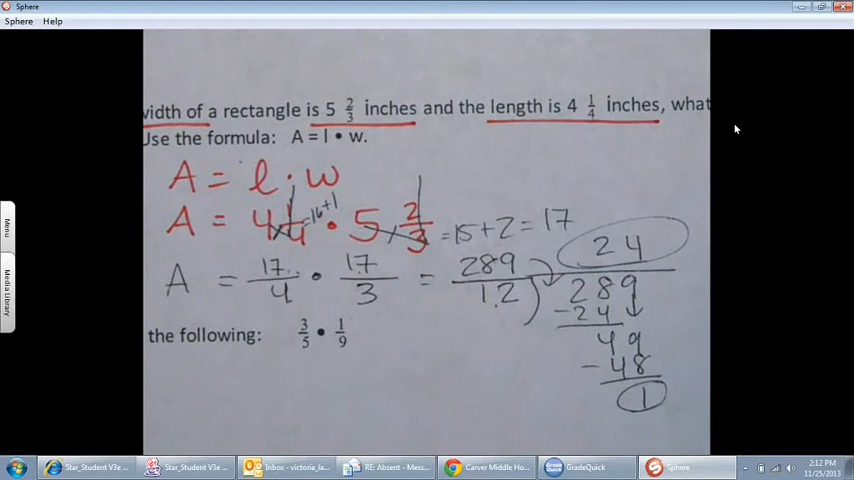 Sphere
Sphere Help
width of a rectangle is 5 2/3 inches and the length is 4 1/4 inches, what
Use the formula: A = l • w.
A = l · w
A = 4 1/4 =16+1 • 5 2/3 =15+2=17
A = 17/4 • 17/3 = 289/12
24
289
-24
49
-48
1
the following: 3/5 • 1/9
Menu
Media Library
Star_Student V3e ...
Star_Student V3e ...
Inbox - victoria_la...
RE: Absent - Mess...
Carver Middle Ho...
GradeQuick
Sphere
2:12 PM
11/25/2013